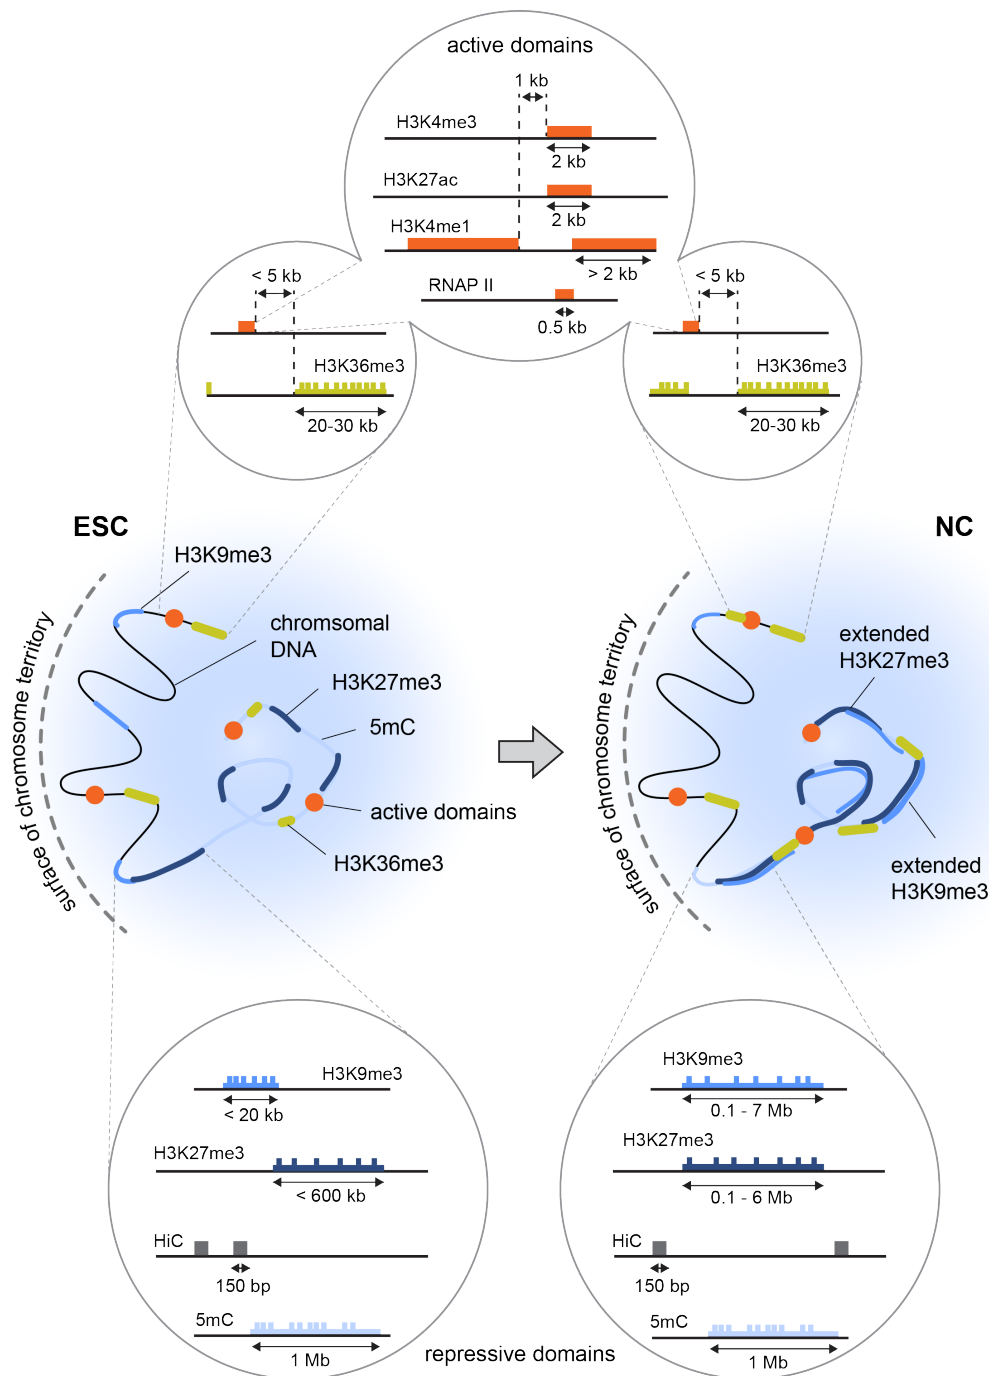 active domains
1 kb
H3K4me3
2 kb
H3K27ac
2 kb
H3K4me1
> 2 kb
RNAP II
0.5 kb
< 5 kb
H3K36me3
20-30 kb
< 5 kb
H3K36me3
20-30 kb
ESC
NC
H3K9me3
chromsomal
DNA
H3K27me3
5mC
active domains
H3K36me3
surface of chromosome territory
extended
H3K27me3
extended
H3K9me3
surface of chromosome territory
H3K9me3
< 20 kb
H3K27me3
< 600 kb
HiC
150 bp
5mC
1 Mb
H3K9me3
0.1 - 7 Mb
H3K27me3
0.1 - 6 Mb
HiC
150 bp
5mC
1 Mb
repressive domains